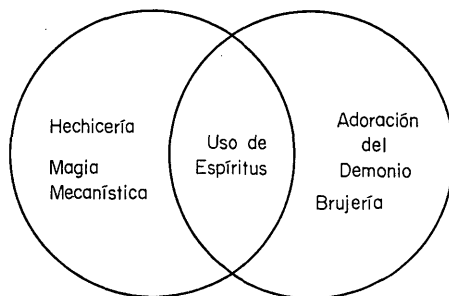 Hechicería
Magia
Mecanística
Uso de
Espíritus
Adoración
del
Demonio
Brujería